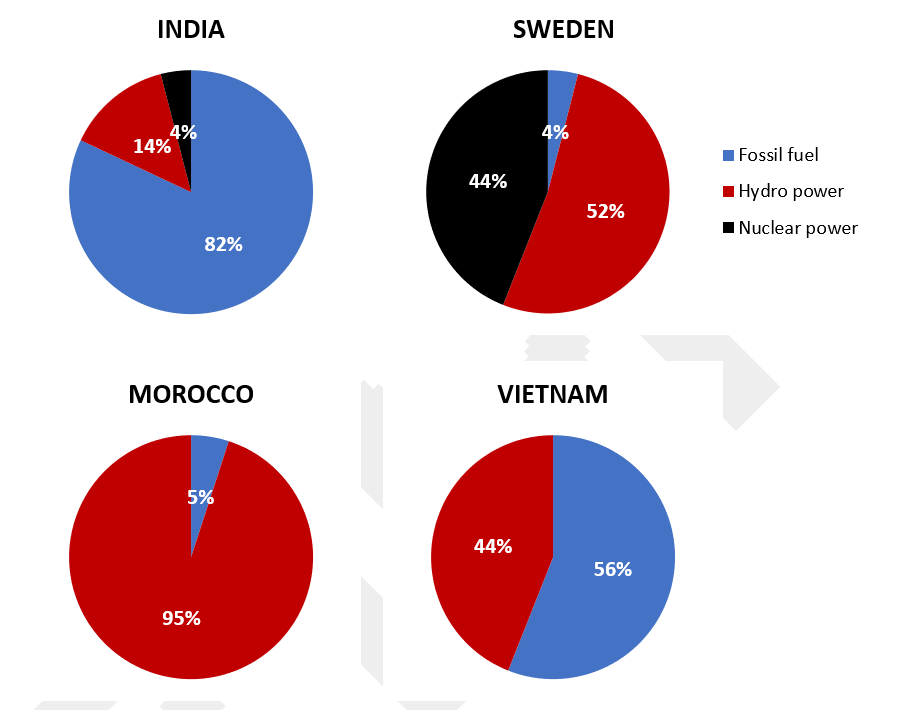 INDIA
4%
14%
82%
SWEDEN
4%
44%
52%
Fossil fuel
Hydro power
Nuclear power
MOROCCO
5%
95%
VIETNAM
44%
56%